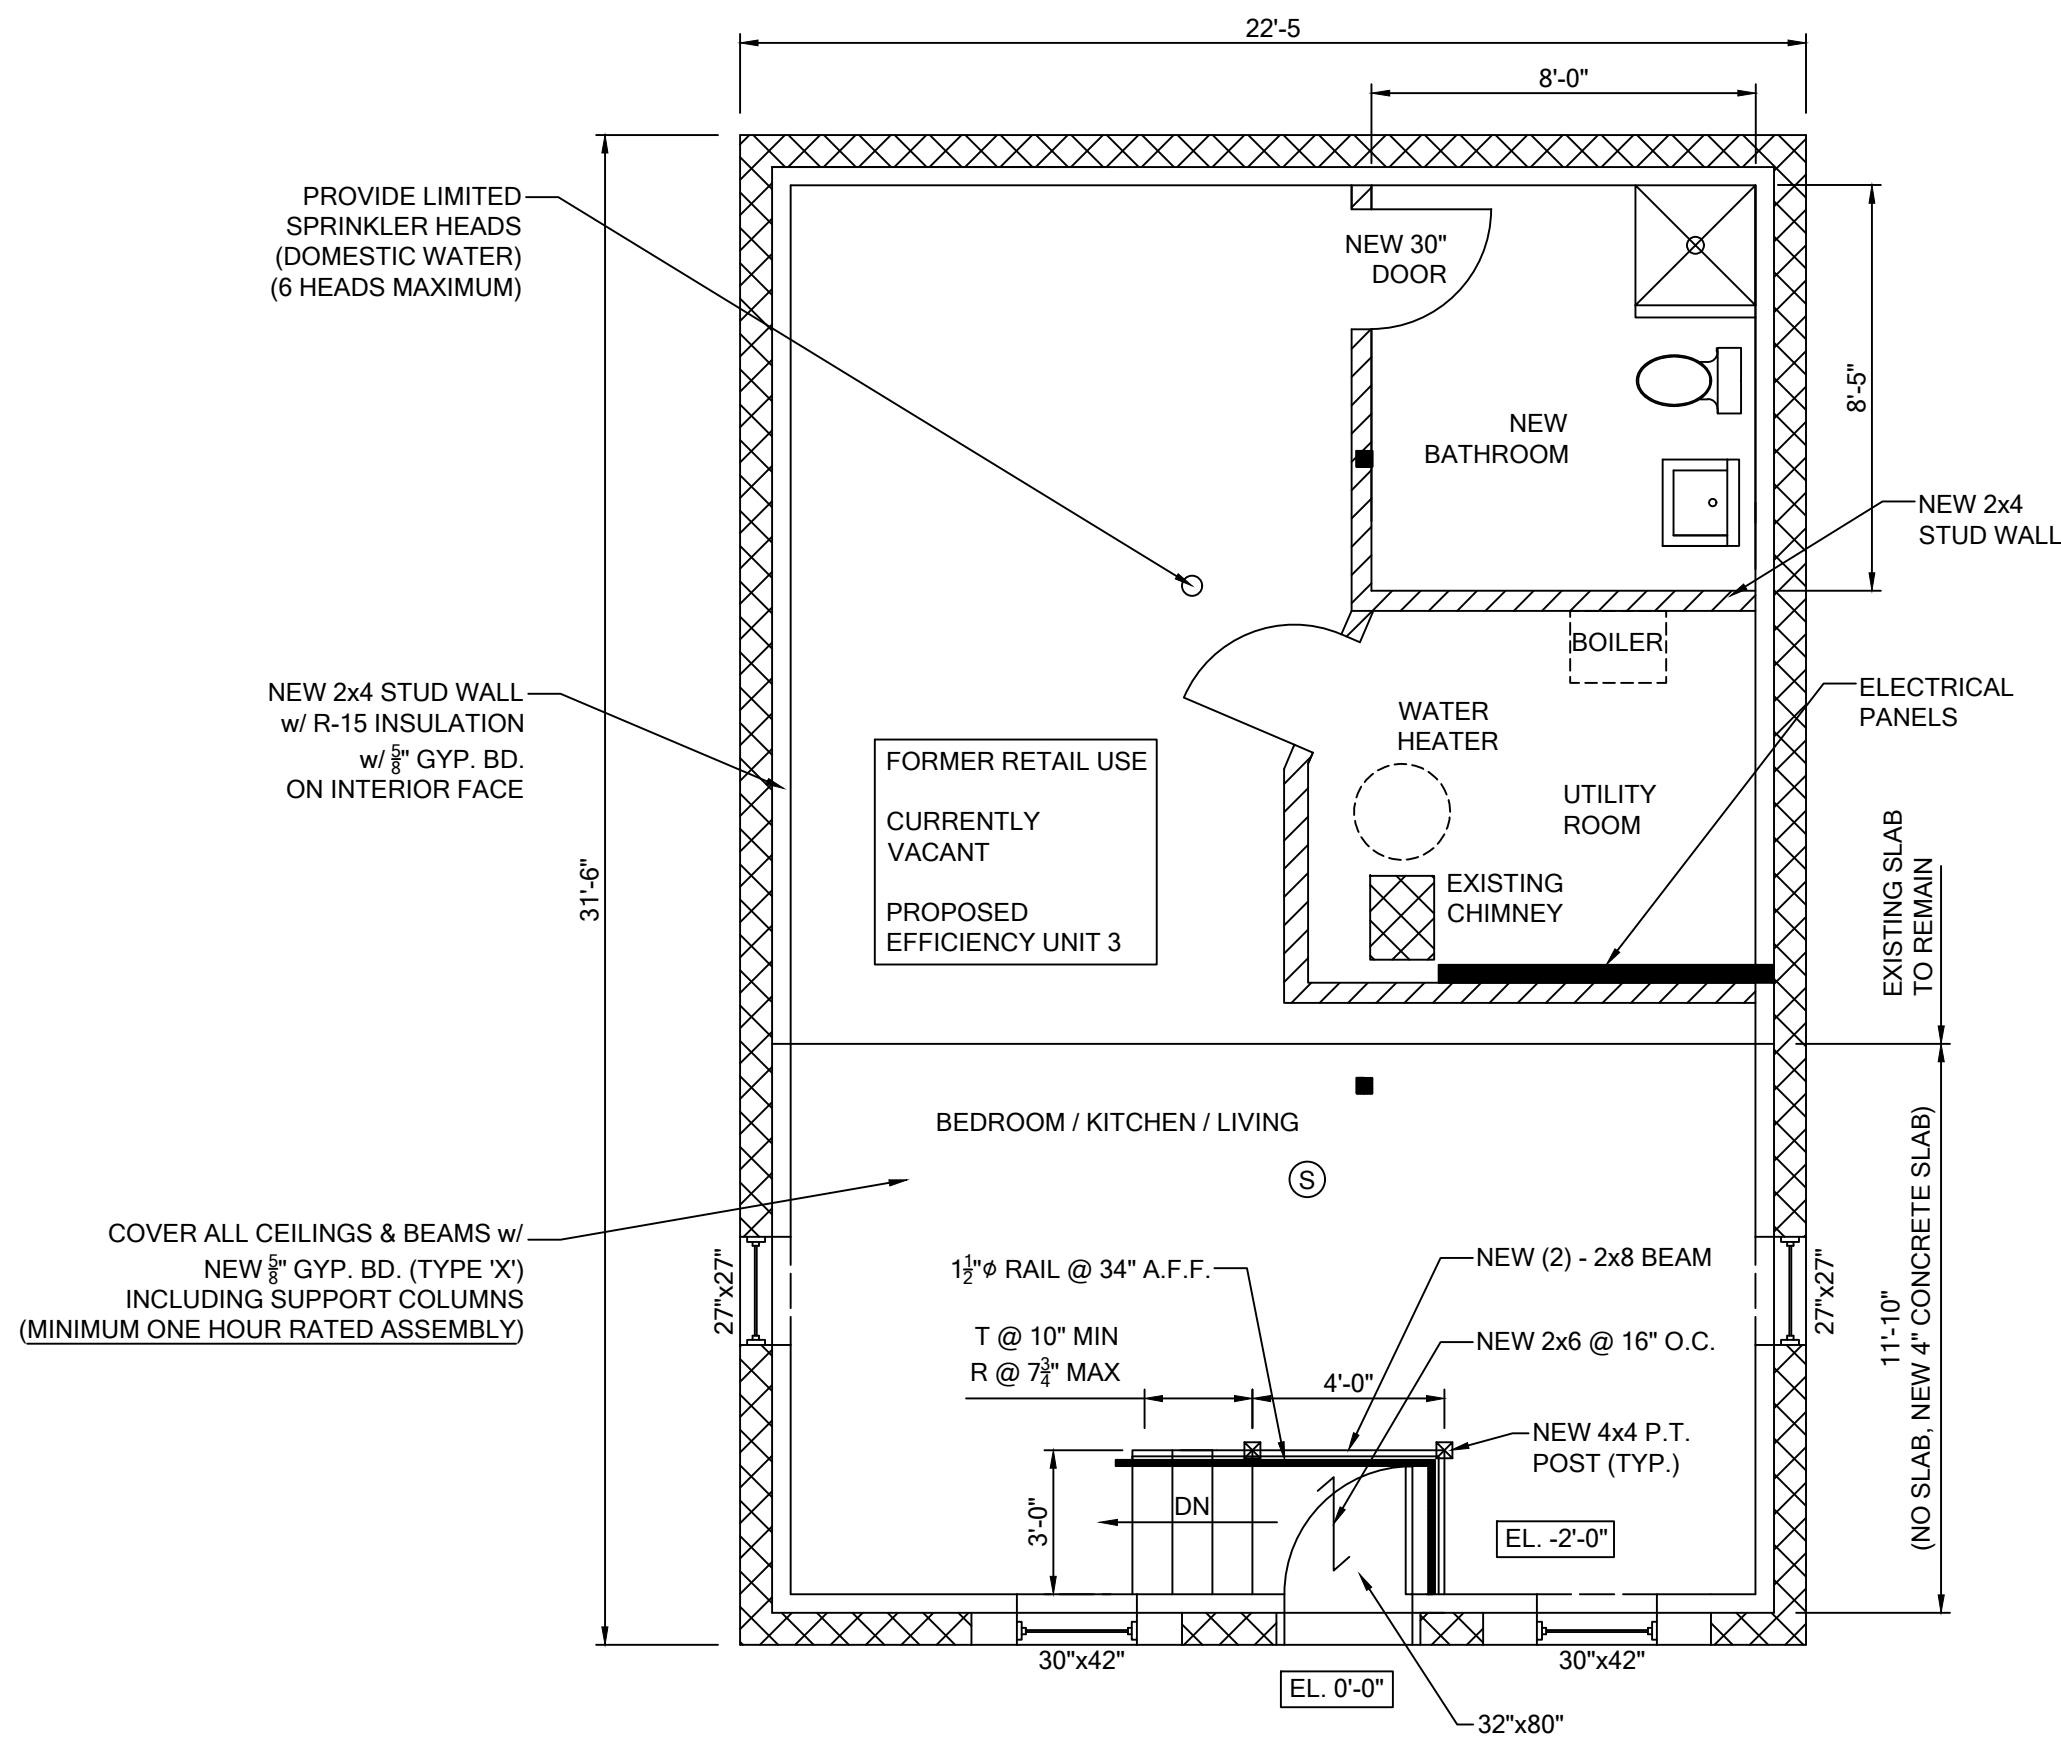 22'-5
8'-0"
PROVIDE LIMITED
SPRINKLER HEADS
(DOMESTIC WATER)
(6 HEADS MAXIMUM)
NEW 30"
DOOR
8'-5"
NEW
BATHROOM
NEW 2x4
STUD WALL
BOILER
NEW 2x4 STUD WALL
w/ R-15 INSULATION
w/ 5/8" GYP. BD.
ON INTERIOR FACE
ELECTRICAL
PANELS
WATER
HEATER
UTILITY
ROOM
FORMER RETAIL USE
CURRENTLY
VACANT
PROPOSED
EFFICIENCY UNIT 3
31'-6"
EXISTING
CHIMNEY
EXISTING SLAB
TO REMAIN
BEDROOM / KITCHEN / LIVING
S
COVER ALL CEILINGS & BEAMS w/
NEW 5/8" GYP. BD. (TYPE 'X')
INCLUDING SUPPORT COLUMNS
(MINIMUM ONE HOUR RATED ASSEMBLY)
27"x27"
1 1/2"ø RAIL @ 34" A.F.F.
NEW (2) - 2x8 BEAM
T @ 10" MIN
R @ 7 3/4" MAX
NEW 2x6 @ 16" O.C.
4'-0"
27"x27"
11'-10"
(NO SLAB, NEW 4" CONCRETE SLAB)
NEW 4x4 P.T.
POST (TYP.)
3'-0"
DN
EL. -2'-0"
30"x42"
30"x42"
EL. 0'-0"
32"x80"